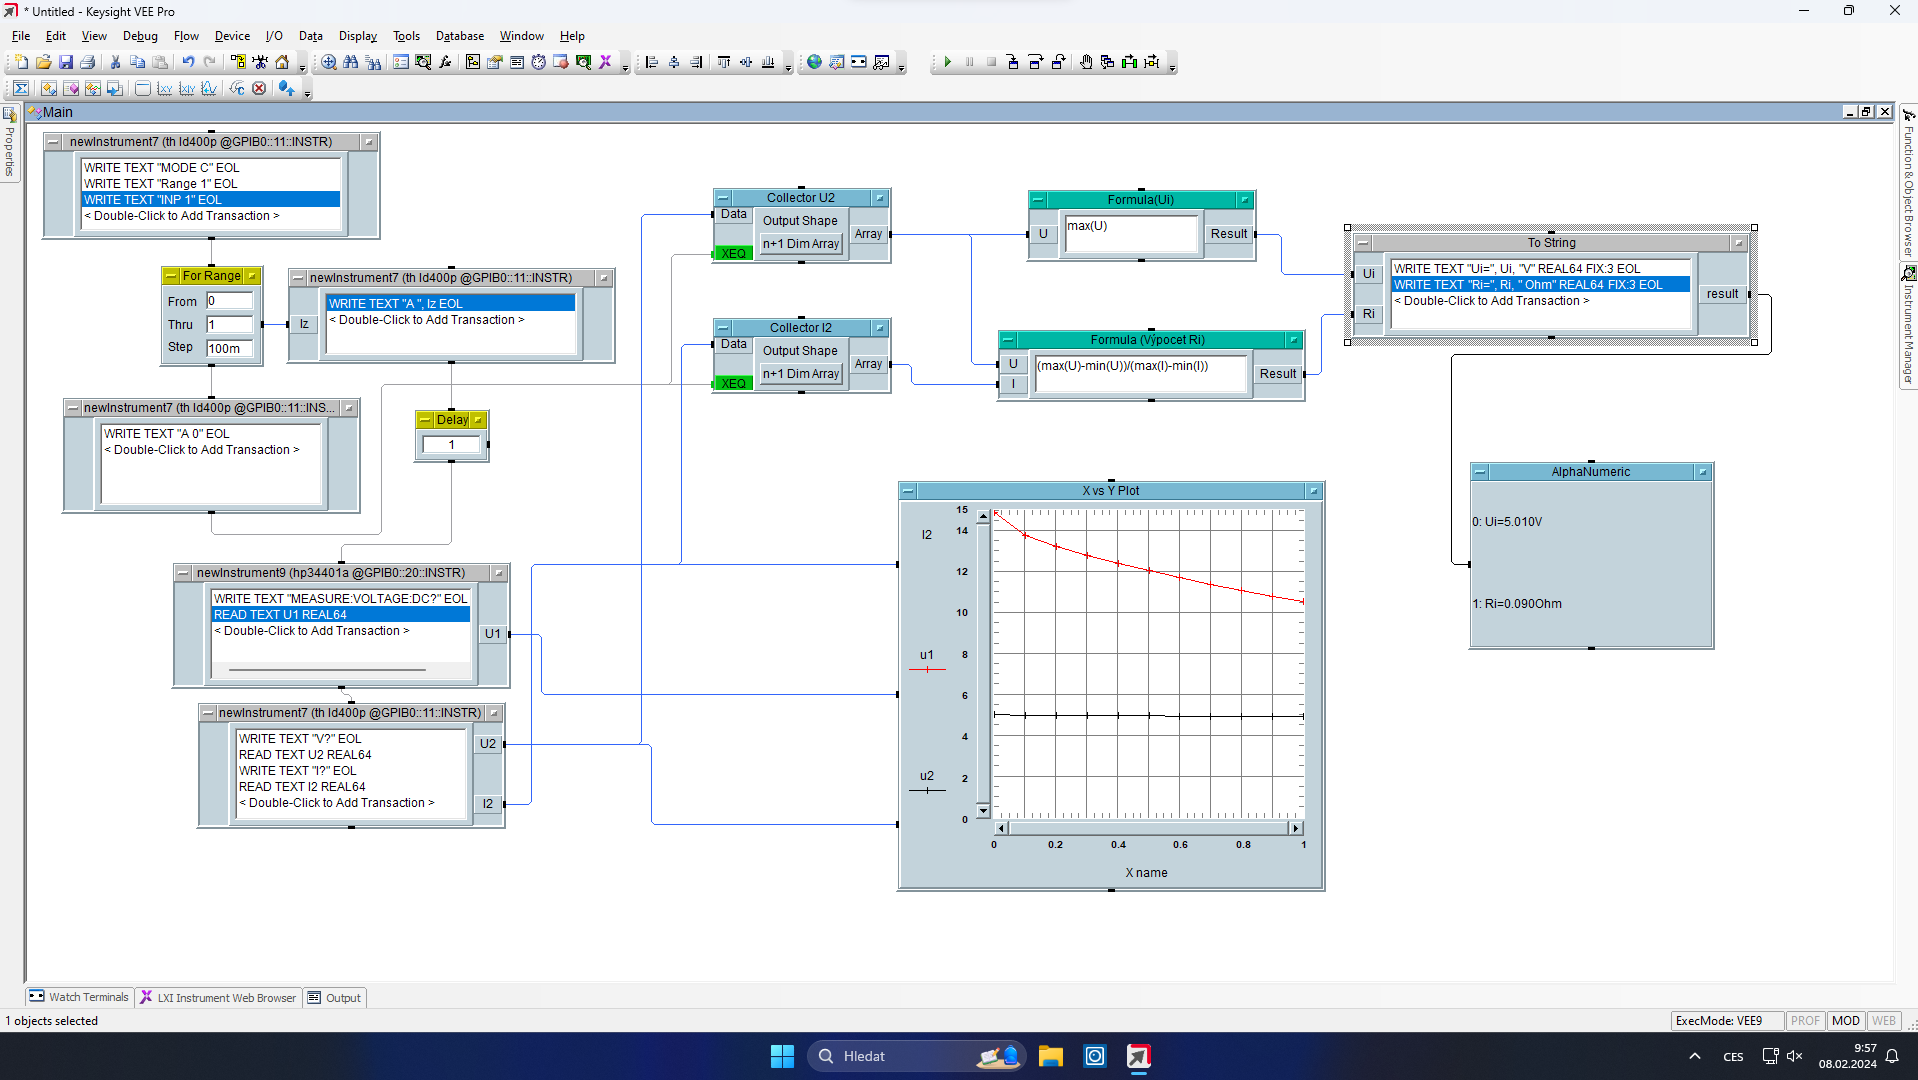 * Untitled - Keysight VEE Pro
File Edit View Debug Flow Device I/O Data Display Tools Database Window Help
Properties
Main
Function & Object Browser
Instrument Manager
newInstrument7 (th ld400p @GPIB0::11::INSTR)
WRITE TEXT "MODE C" EOL
WRITE TEXT "Range 1" EOL
WRITE TEXT "INP 1" EOL
< Double-Click to Add Transaction >
For Range
From 0
Thru 1
Step 100m
newInstrument7 (th ld400p @GPIB0::11::INSTR)
Iz
WRITE TEXT "A ", Iz EOL
< Double-Click to Add Transaction >
newInstrument7 (th ld400p @GPIB0::11::INS...
WRITE TEXT "A 0" EOL
< Double-Click to Add Transaction >
Delay
1
newInstrument9 (hp34401a @GPIB0::20::INSTR)
WRITE TEXT "MEASURE:VOLTAGE:DC?" EOL
READ TEXT U1 REAL64
< Double-Click to Add Transaction >
U1
newInstrument7 (th ld400p @GPIB0::11::INSTR)
WRITE TEXT "V?" EOL
READ TEXT U2 REAL64
WRITE TEXT "I?" EOL
READ TEXT I2 REAL64
< Double-Click to Add Transaction >
U2
I2
Collector U2
Data
Output Shape
n+1 Dim Array
Array
XEQ
Collector I2
Data
Output Shape
n+1 Dim Array
Array
XEQ
Formula(Ui)
U
max(U)
Result
Formula (Výpocet Ri)
U
I
(max(U)-min(U))/(max(I)-min(I))
Result
To String
Ui
Ri
WRITE TEXT "Ui=", Ui, "V" REAL64 FIX:3 EOL
WRITE TEXT "Ri=", Ri, " Ohm" REAL64 FIX:3 EOL
< Double-Click to Add Transaction >
result
X vs Y Plot
I2
u1
u2
15
14
12
10
8
6
4
2
0
0 0.2 0.4 0.6 0.8 1
X name
AlphaNumeric
0: Ui=5.010V
1: Ri=0.090Ohm
Watch Terminals LXI Instrument Web Browser Output
1 objects selected
ExecMode: VEE9 PROF MOD WEB
Hledat
CES
9:57
08.02.2024